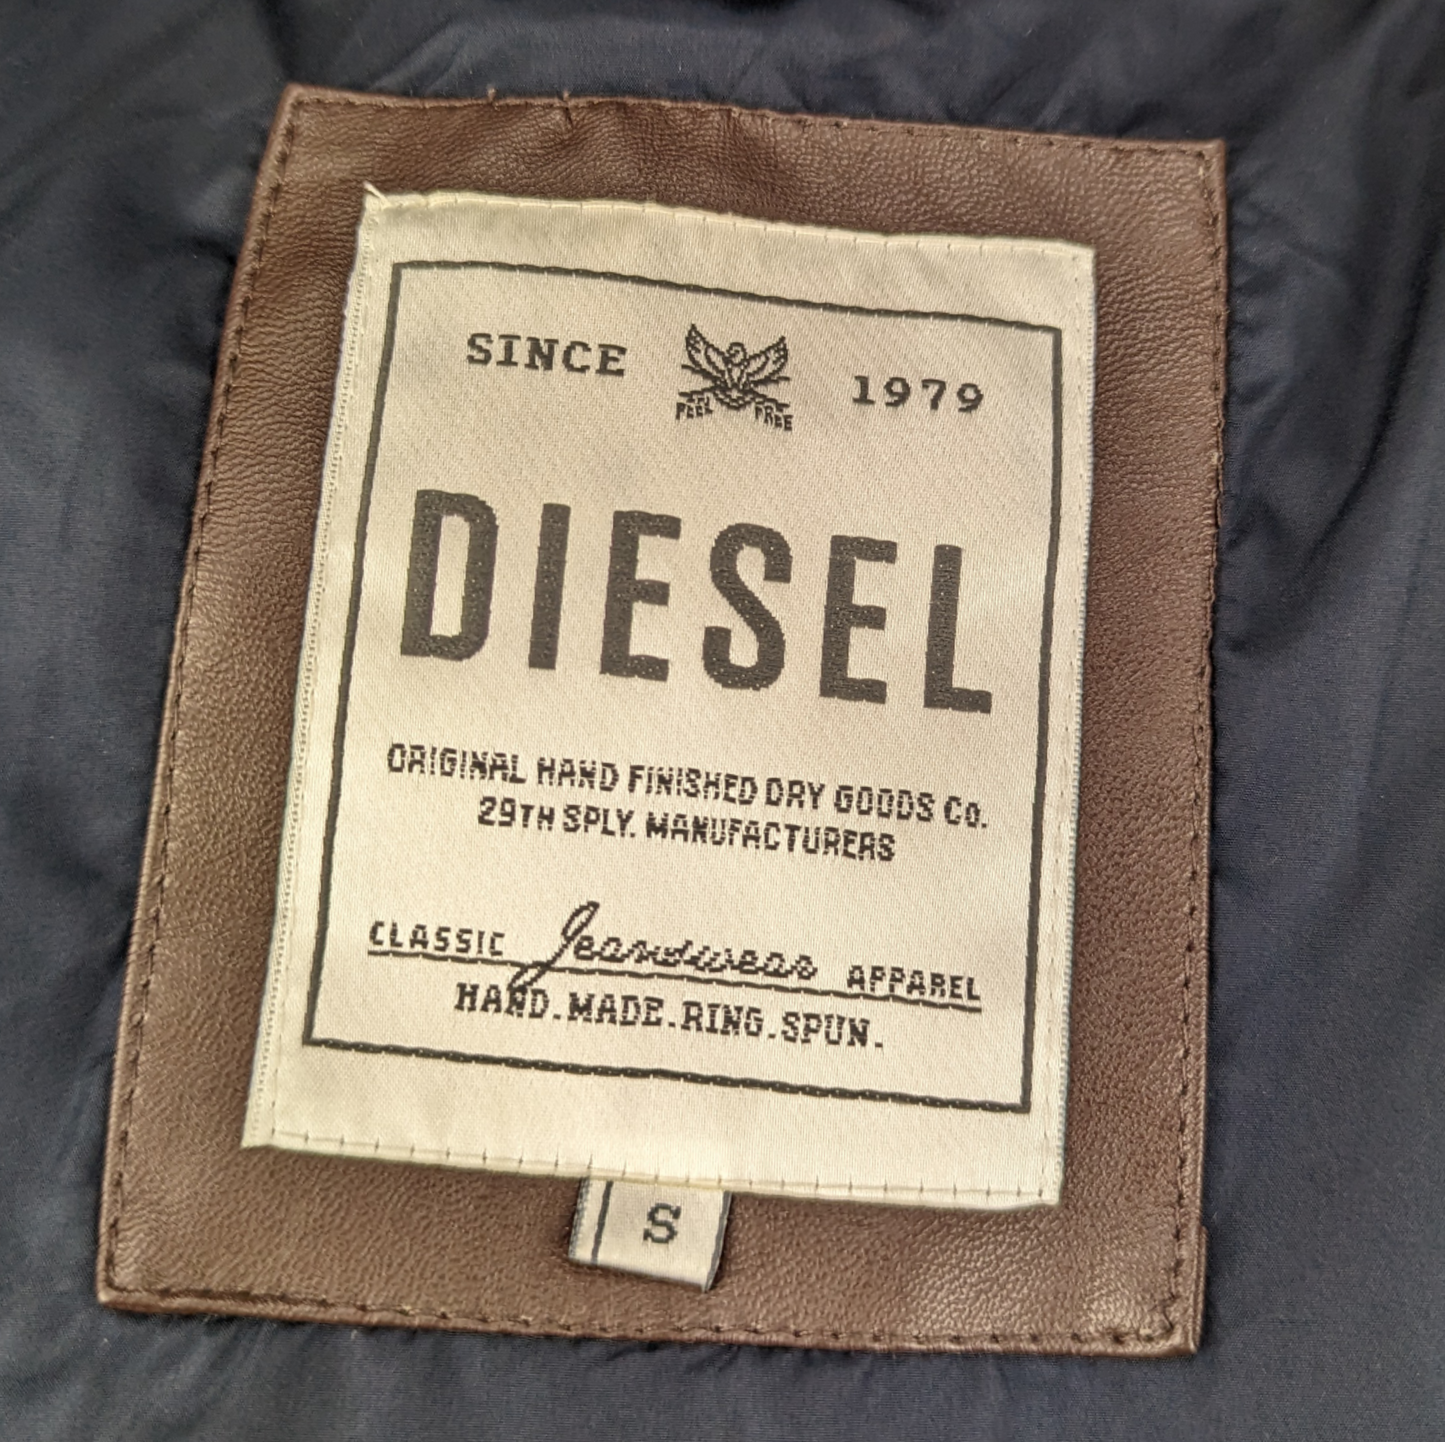 SINCE 1979
FEEL FREE
DIESEL
ORIGINAL HAND FINISHED DRY GOODS Co.
29TH SPLY. MANUFACTURERS
CLASSIC Jeanswear APPAREL
HAND.MADE.RING.SPUN.
S